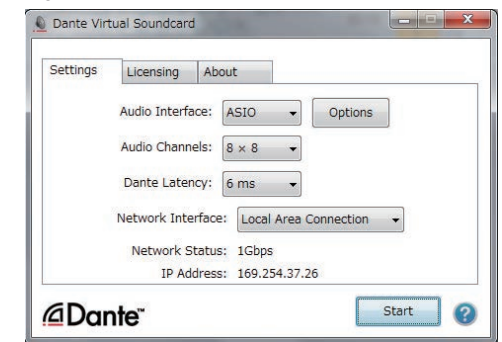 Dante Virtual Soundcard
Settings Licensing About
Audio Interface: ASIO Options
Audio Channels: 8 × 8
Dante Latency: 6 ms
Network Interface: Local Area Connection
Network Status: 1Gbps
IP Address: 169.254.37.26
Dante™ Start ?